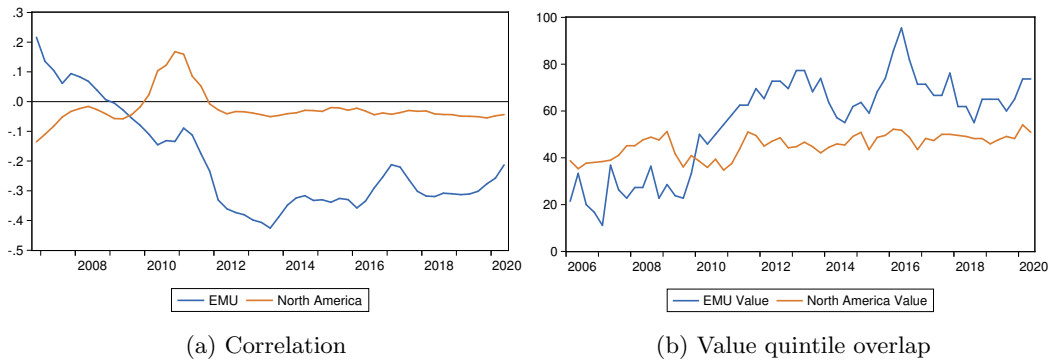 .3
.2
.1
.0
-.1
-.2
-.3
-.4
-.5
2008 2010 2012 2014 2016 2018 2020
EMU North America
(a) Correlation
100
80
60
40
20
0
2006 2008 2010 2012 2014 2016 2018 2020
EMU Value North America Value
(b) Value quintile overlap